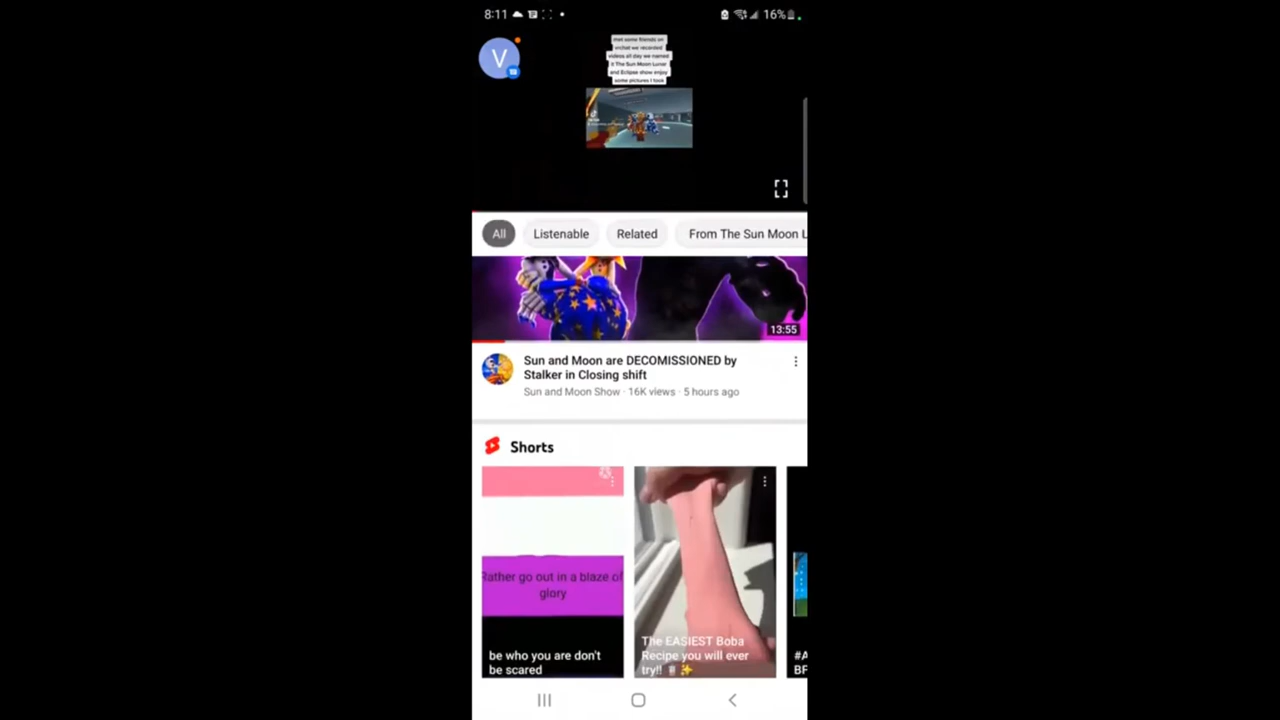 8:11
16%
V
met some friends on
vrchat we recorded
videos all day we named
it The Sun Moon Lunar
and Eclipse show enjoy
some pictures I took
All
Listenable
Related
From The Sun Moon L
13:55
Sun and Moon are DECOMISSIONED by
Stalker in Closing shift
Sun and Moon Show · 16K views · 5 hours ago
Shorts
Rather go out in a blaze of
glory
be who you are don't
be scared
The EASIEST Boba
Recipe you will ever
try!! 🧋✨
#A
BF